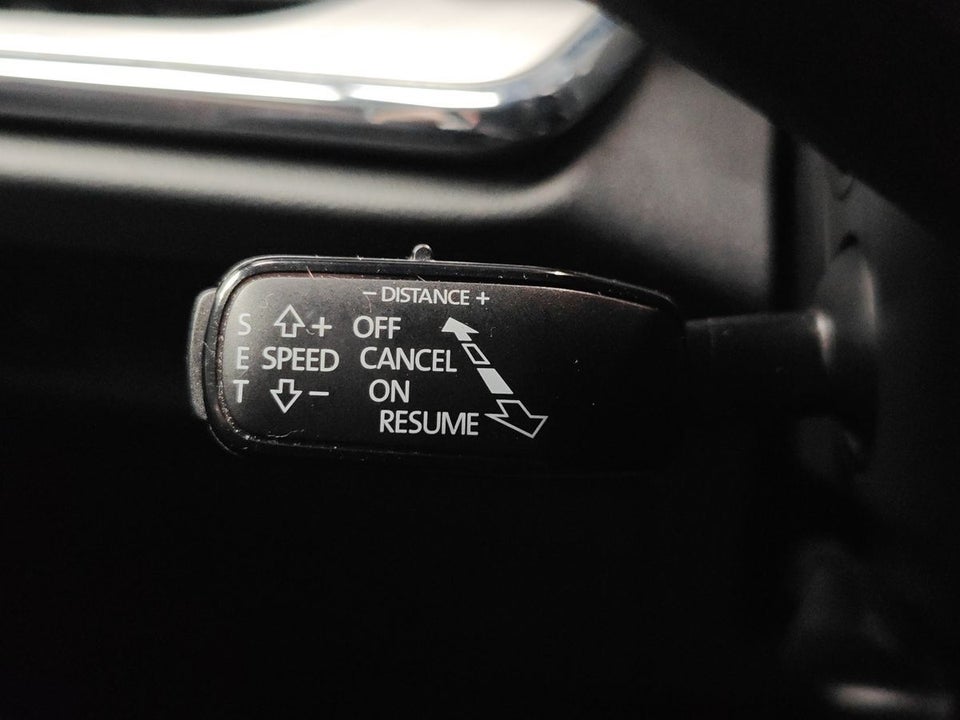 – DISTANCE +
S + OFF
E SPEED CANCEL
T – ON
RESUME